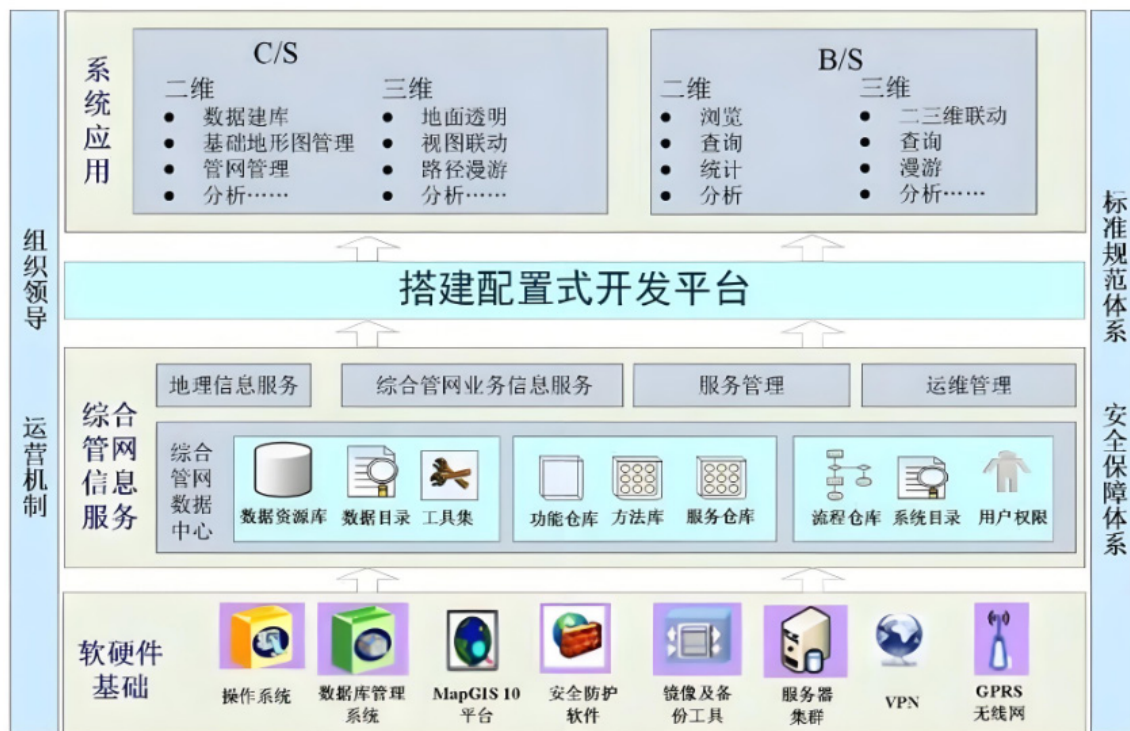 组织领导
运营机制
标准规范体系
安全保障体系
系统应用
C/S
二维
● 数据建库
● 基础地形图管理
● 管网管理
● 分析……
三维
● 地面透明
● 视图联动
● 路径漫游
● 分析……
B/S
二维
● 浏览
● 查询
● 统计
● 分析
三维
● 二三维联动
● 查询
● 漫游
● 分析……
搭建配置式开发平台
综合
管网
信息
服务
地理信息服务
综合管网业务信息服务
服务管理
运维管理
综合
管网
数据
中心
数据资源库
数据目录
工具集
功能仓库
方法库
服务仓库
流程仓库
系统目录
用户权限
软硬件
基础
操作系统
数据库管理
系统
MapGIS 10
平台
安全防护
软件
镜像及备
份工具
服务器
集群
VPN
GPRS
无线网